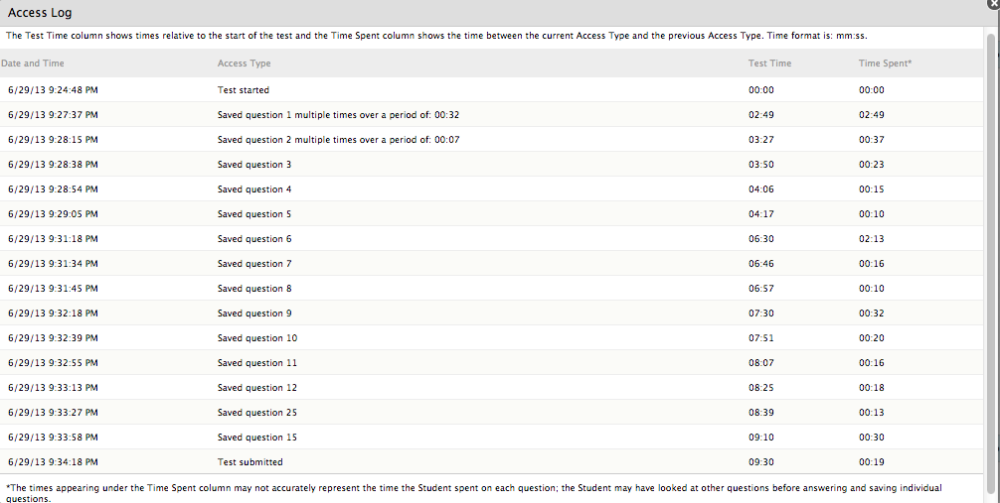 Access Log
The Test Time column shows times relative to the start of the test and the Time Spent column shows the time between the current Access Type and the previous Access Type. Time format is: mm:ss.
Date and Time Access Type Test Time Time Spent*
6/29/13 9:24:48 PM Test started 00:00 00:00
6/29/13 9:27:37 PM Saved question 1 multiple times over a period of: 00:32 02:49 02:49
6/29/13 9:28:15 PM Saved question 2 multiple times over a period of: 00:07 03:27 00:37
6/29/13 9:28:38 PM Saved question 3 03:50 00:23
6/29/13 9:28:54 PM Saved question 4 04:06 00:15
6/29/13 9:29:05 PM Saved question 5 04:17 00:10
6/29/13 9:31:18 PM Saved question 6 06:30 02:13
6/29/13 9:31:34 PM Saved question 7 06:46 00:16
6/29/13 9:31:45 PM Saved question 8 06:57 00:10
6/29/13 9:32:18 PM Saved question 9 07:30 00:32
6/29/13 9:32:39 PM Saved question 10 07:51 00:20
6/29/13 9:32:55 PM Saved question 11 08:07 00:16
6/29/13 9:33:13 PM Saved question 12 08:25 00:18
6/29/13 9:33:27 PM Saved question 25 08:39 00:13
6/29/13 9:33:58 PM Saved question 15 09:10 00:30
6/29/13 9:34:18 PM Test submitted 09:30 00:19
*The times appearing under the Time Spent column may not accurately represent the time the Student spent on each question; the Student may have looked at other questions before answering and saving individual
questions.